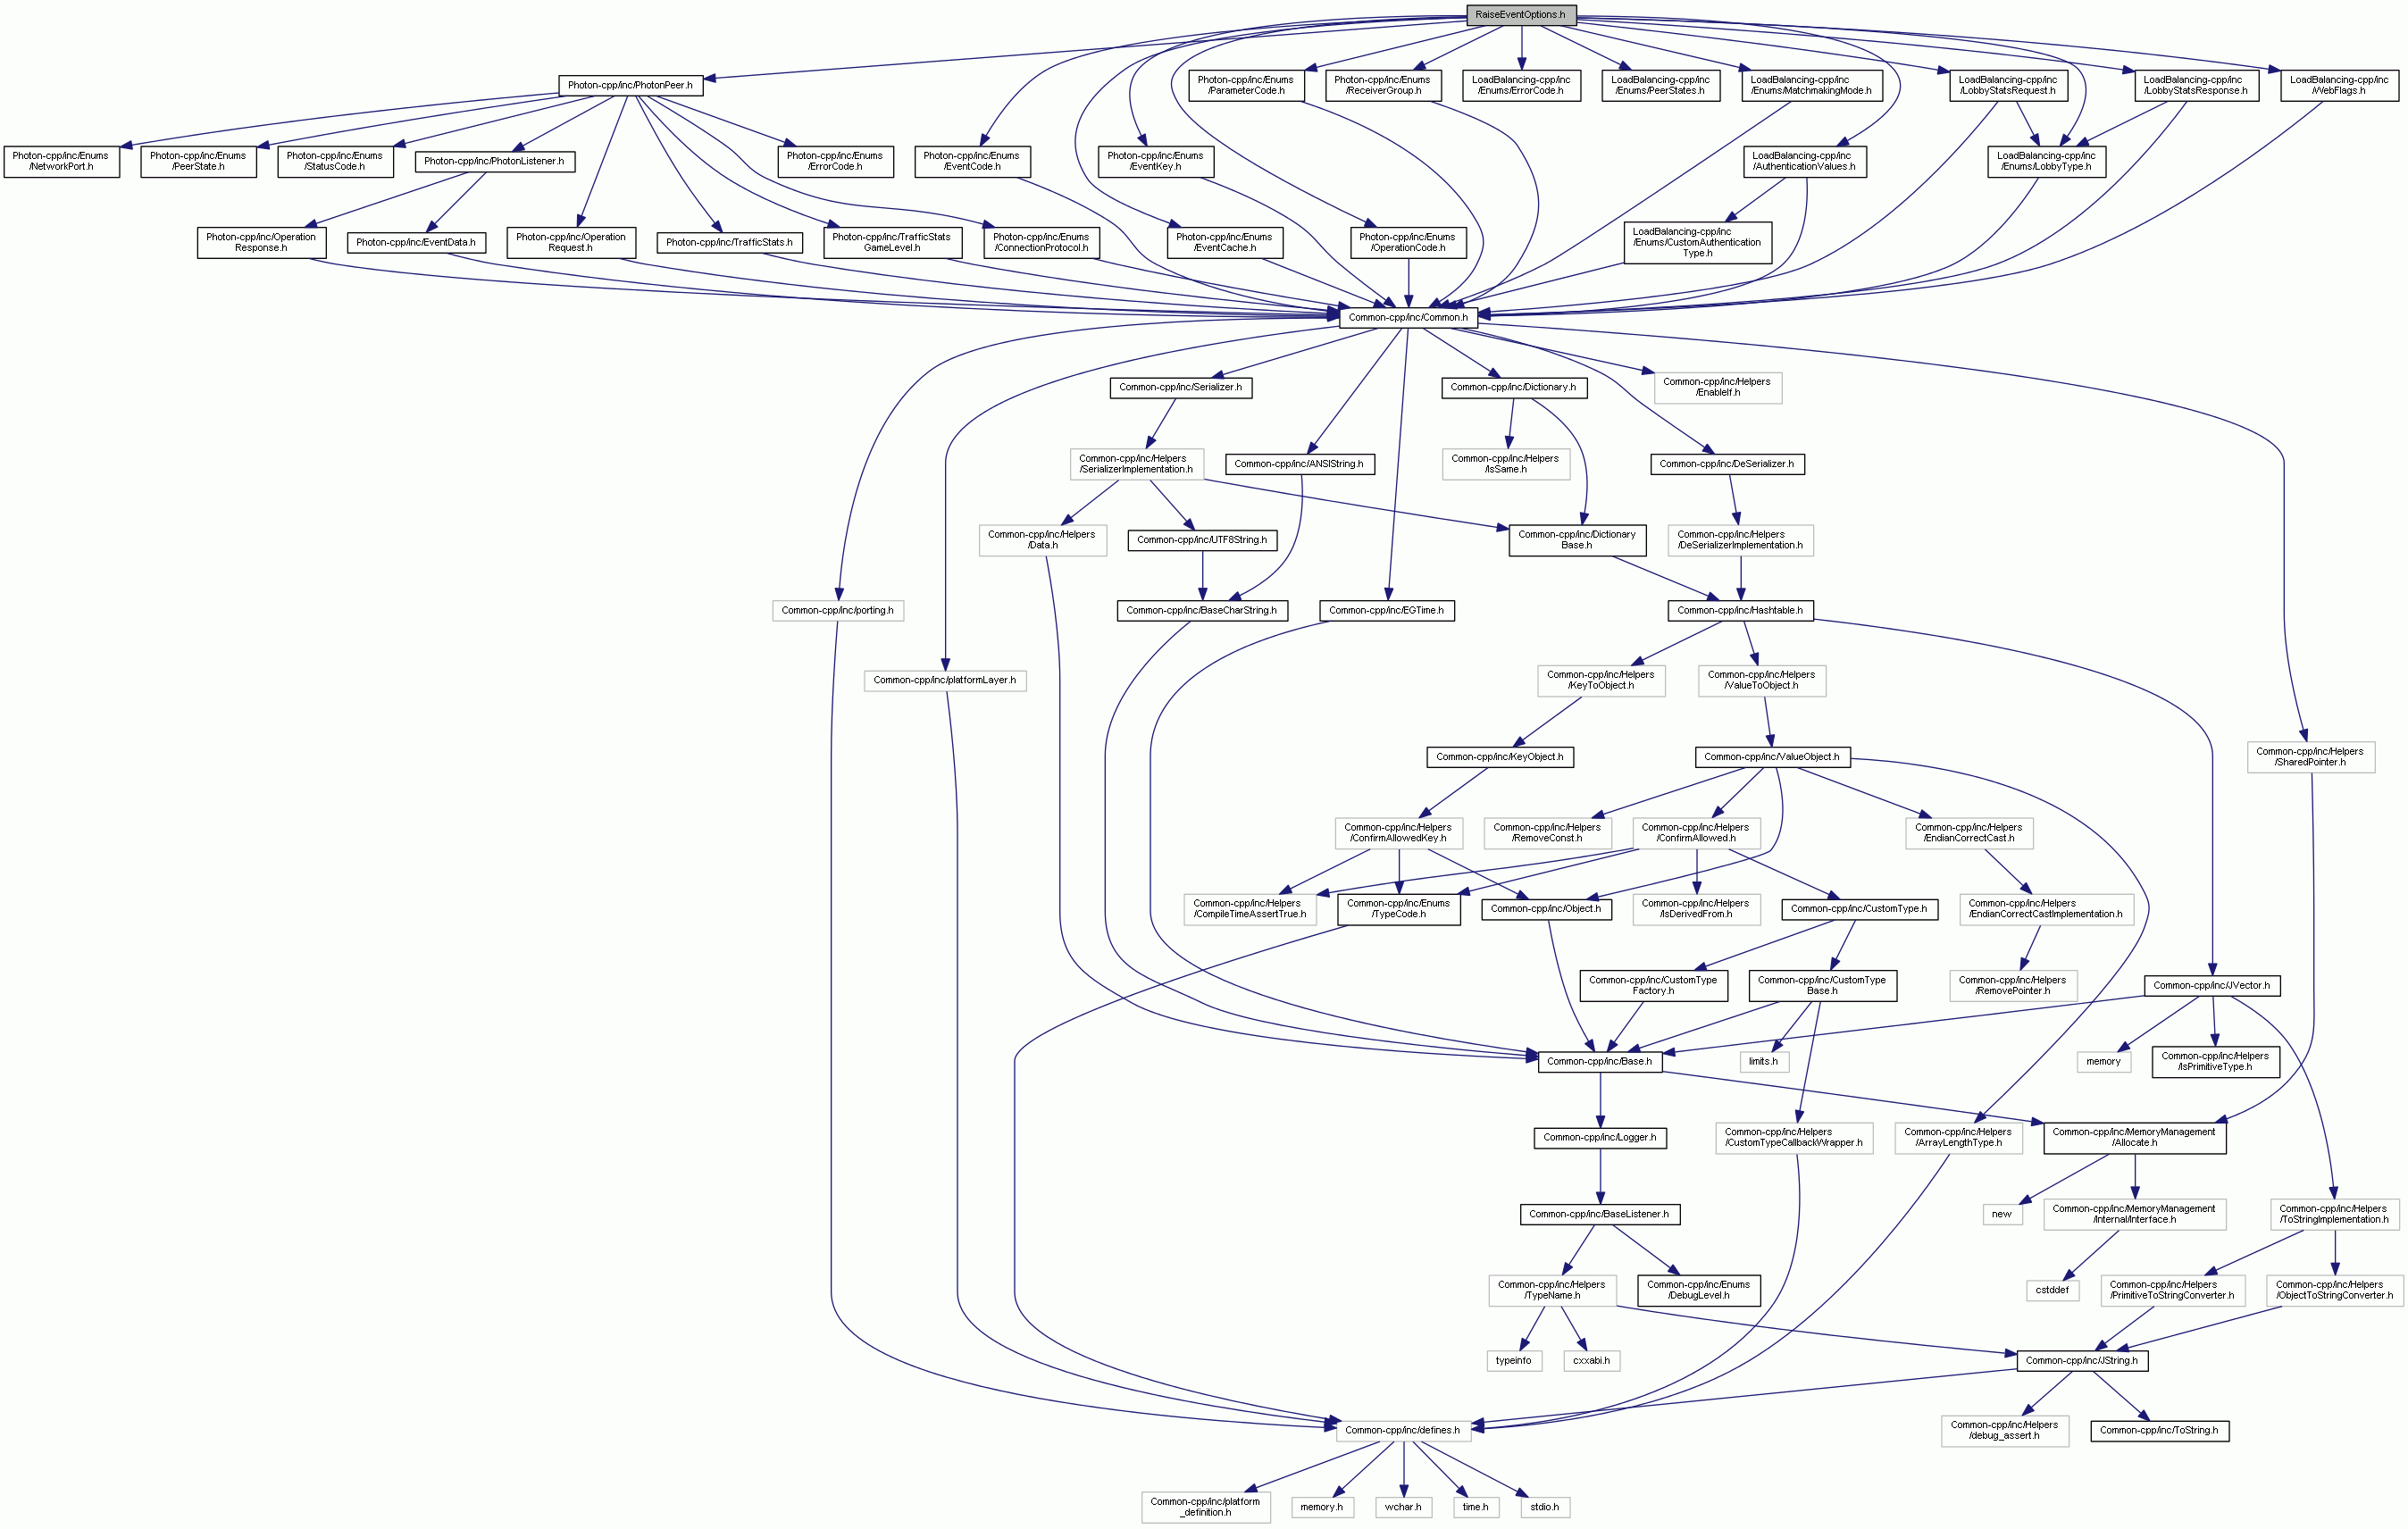 RaiseEventOptions.h
Photon-cpp/inc/PhotonPeer.h
Photon-cpp/inc/Enums
/ParameterCode.h
Photon-cpp/inc/Enums
/ReceiverGroup.h
LoadBalancing-cpp/inc
/Enums/ErrorCode.h
LoadBalancing-cpp/inc
/Enums/PeerStates.h
LoadBalancing-cpp/inc
/Enums/MatchmakingMode.h
LoadBalancing-cpp/inc
/LobbyStatsRequest.h
LoadBalancing-cpp/inc
/LobbyStatsResponse.h
LoadBalancing-cpp/inc
/WebFlags.h
Photon-cpp/inc/Enums
/NetworkPort.h
Photon-cpp/inc/Enums
/PeerState.h
Photon-cpp/inc/Enums
/StatusCode.h
Photon-cpp/inc/PhotonListener.h
Photon-cpp/inc/Enums
/ErrorCode.h
Photon-cpp/inc/Enums
/EventCode.h
Photon-cpp/inc/Enums
/EventKey.h
LoadBalancing-cpp/inc
/AuthenticationValues.h
LoadBalancing-cpp/inc
/Enums/LobbyType.h
Photon-cpp/inc/Operation
Response.h
Photon-cpp/inc/EventData.h
Photon-cpp/inc/Operation
Request.h
Photon-cpp/inc/TrafficStats.h
Photon-cpp/inc/TrafficStats
GameLevel.h
Photon-cpp/inc/Enums
/ConnectionProtocol.h
Photon-cpp/inc/Enums
/EventCache.h
Photon-cpp/inc/Enums
/OperationCode.h
LoadBalancing-cpp/inc
/Enums/CustomAuthentication
Type.h
Common-cpp/inc/Common.h
Common-cpp/inc/Serializer.h
Common-cpp/inc/Dictionary.h
Common-cpp/inc/Helpers
/EnableIf.h
Common-cpp/inc/Helpers
/SerializerImplementation.h
Common-cpp/inc/ANSIString.h
Common-cpp/inc/Helpers
/IsSame.h
Common-cpp/inc/DeSerializer.h
Common-cpp/inc/Helpers
/Data.h
Common-cpp/inc/UTF8String.h
Common-cpp/inc/Dictionary
Base.h
Common-cpp/inc/Helpers
/DeSerializerImplementation.h
Common-cpp/inc/porting.h
Common-cpp/inc/BaseCharString.h
Common-cpp/inc/EGTime.h
Common-cpp/inc/Hashtable.h
Common-cpp/inc/platformLayer.h
Common-cpp/inc/Helpers
/KeyToObject.h
Common-cpp/inc/Helpers
/ValueToObject.h
Common-cpp/inc/KeyObject.h
Common-cpp/inc/ValueObject.h
Common-cpp/inc/Helpers
/SharedPointer.h
Common-cpp/inc/Helpers
/ConfirmAllowedKey.h
Common-cpp/inc/Helpers
/RemoveConst.h
Common-cpp/inc/Helpers
/ConfirmAllowed.h
Common-cpp/inc/Helpers
/EndianCorrectCast.h
Common-cpp/inc/Helpers
/CompileTimeAssertTrue.h
Common-cpp/inc/Enums
/TypeCode.h
Common-cpp/inc/Object.h
Common-cpp/inc/Helpers
/IsDerivedFrom.h
Common-cpp/inc/CustomType.h
Common-cpp/inc/Helpers
/EndianCorrectCastImplementation.h
Common-cpp/inc/CustomType
Factory.h
Common-cpp/inc/CustomType
Base.h
Common-cpp/inc/Helpers
/RemovePointer.h
Common-cpp/inc/JVector.h
Common-cpp/inc/Base.h
limits.h
memory
Common-cpp/inc/Helpers
/IsPrimitiveType.h
Common-cpp/inc/Logger.h
Common-cpp/inc/Helpers
/CustomTypeCallbackWrapper.h
Common-cpp/inc/Helpers
/ArrayLengthType.h
Common-cpp/inc/MemoryManagement
/Allocate.h
Common-cpp/inc/BaseListener.h
new
Common-cpp/inc/MemoryManagement
/Internal/Interface.h
Common-cpp/inc/Helpers
/ToStringImplementation.h
Common-cpp/inc/Helpers
/TypeName.h
Common-cpp/inc/Enums
/DebugLevel.h
cstddef
Common-cpp/inc/Helpers
/PrimitiveToStringConverter.h
Common-cpp/inc/Helpers
/ObjectToStringConverter.h
typeinfo
cxxabi.h
Common-cpp/inc/JString.h
Common-cpp/inc/defines.h
Common-cpp/inc/Helpers
/debug_assert.h
Common-cpp/inc/ToString.h
Common-cpp/inc/platform
_definition.h
memory.h
wchar.h
time.h
stdio.h